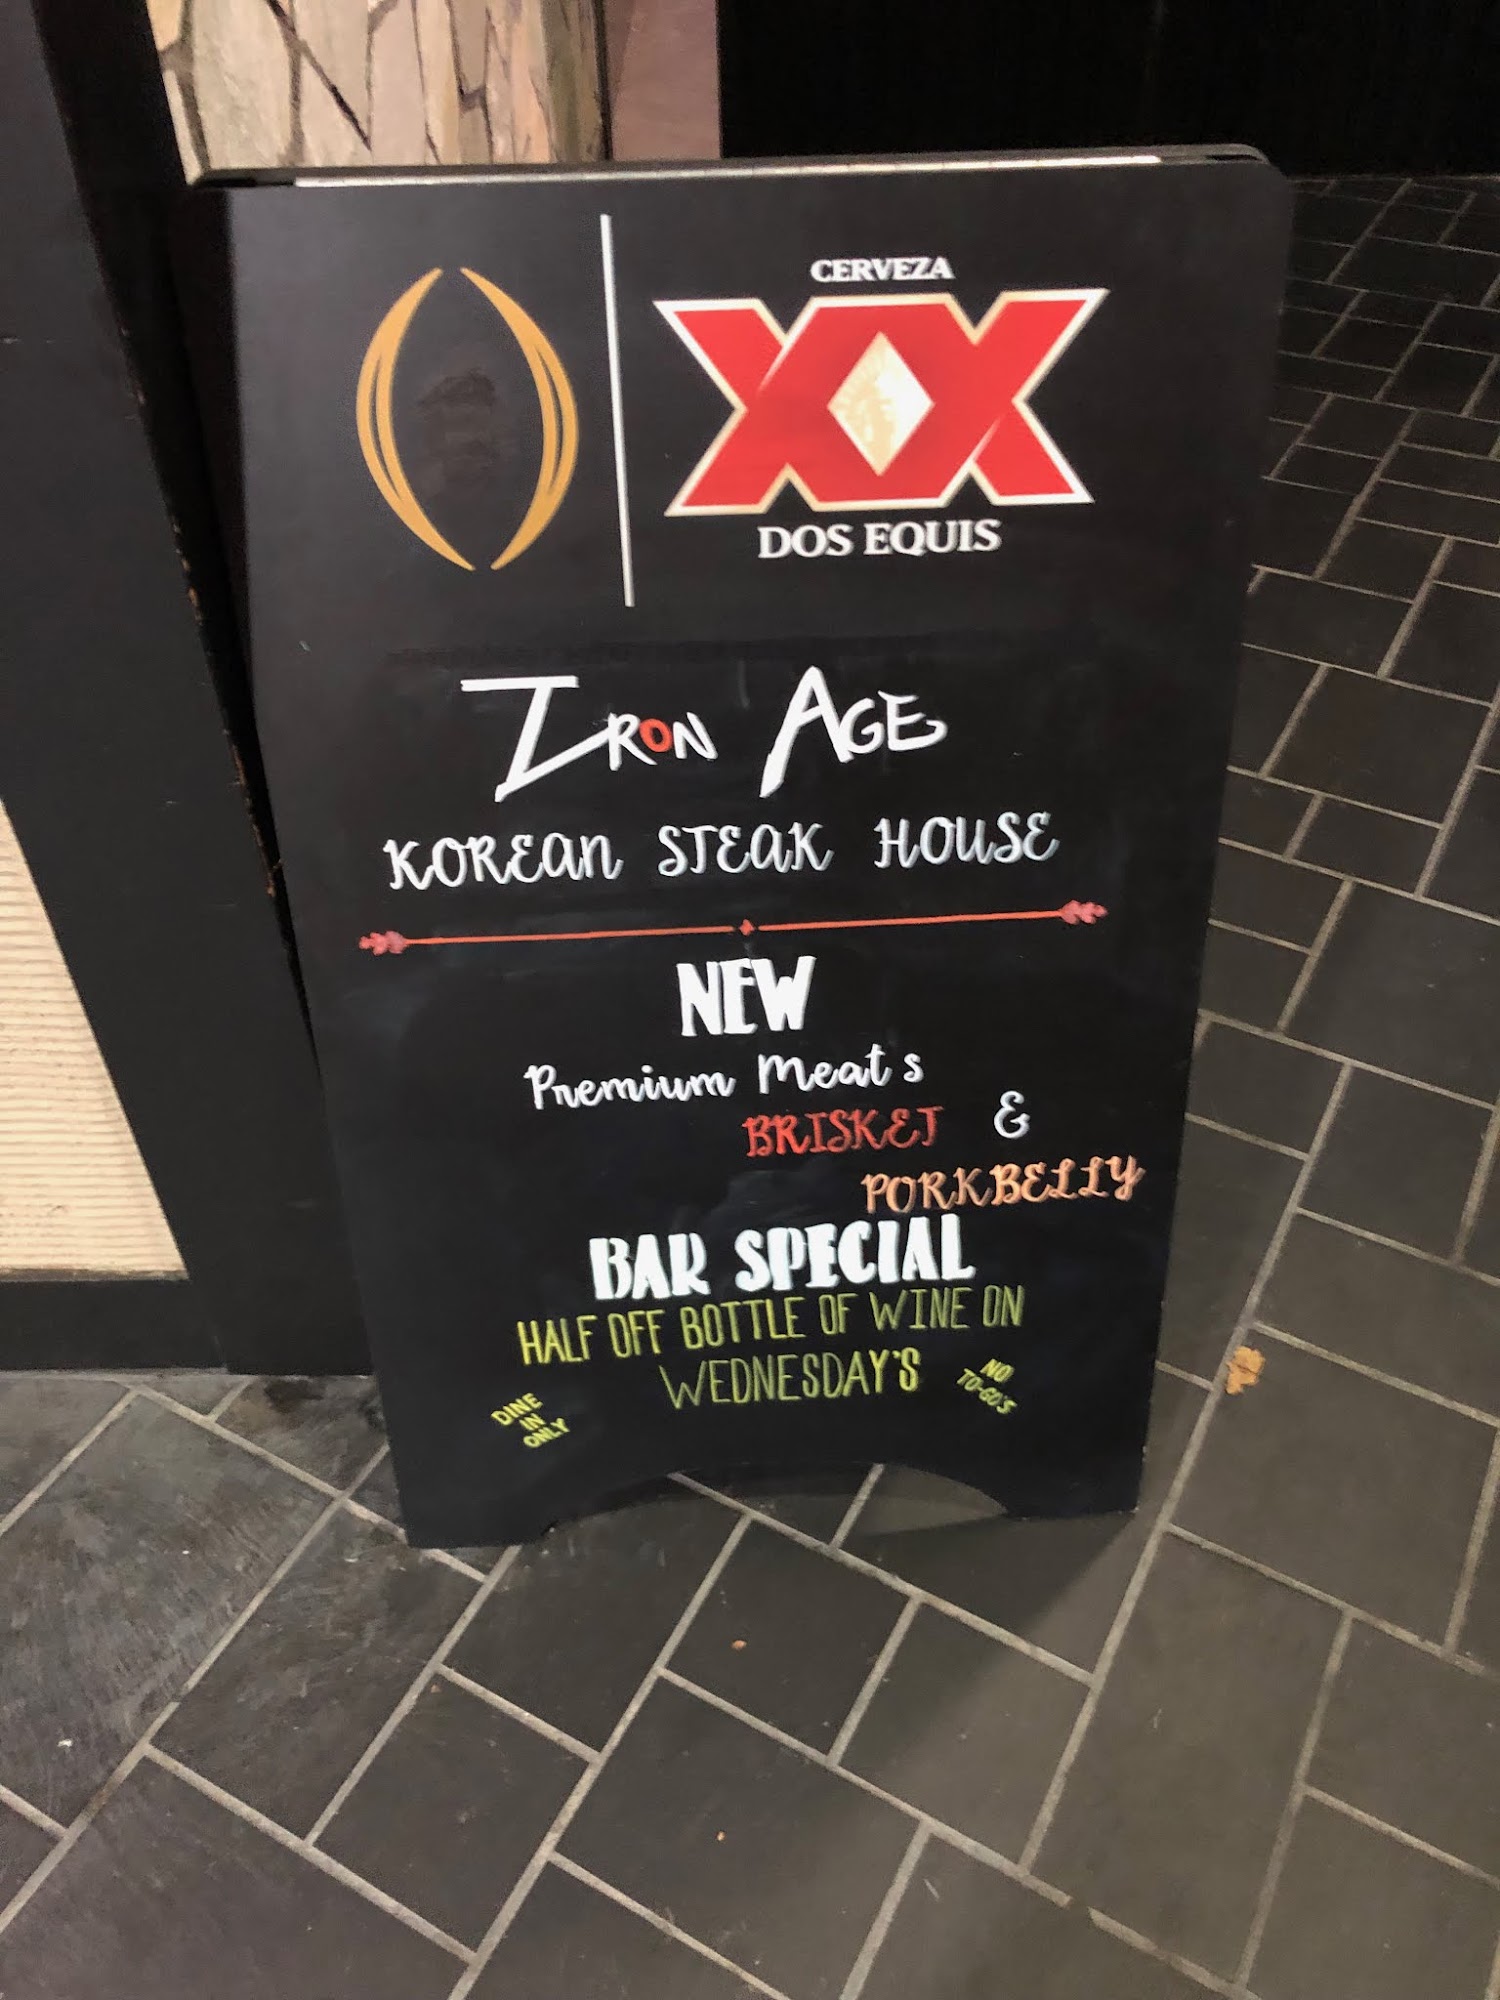 CERVEZA
XX
DOS EQUIS
IRON AGE
KOREAN STEAK HOUSE
NEW
Premium Meat's
BRISKET &
PORKBELLY
BAR SPECIAL
HALF OFF BOTTLE OF WINE ON
WEDNESDAY'S
DINE
IN
ONLY
NO
TO-GO'S